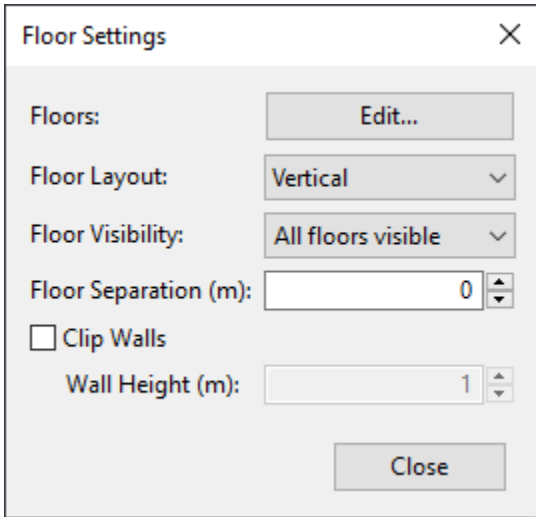 Floor Settings
Floors: Edit...
Floor Layout: Vertical
Floor Visibility: All floors visible
Floor Separation (m): 0
Clip Walls
Wall Height (m): 1
Close